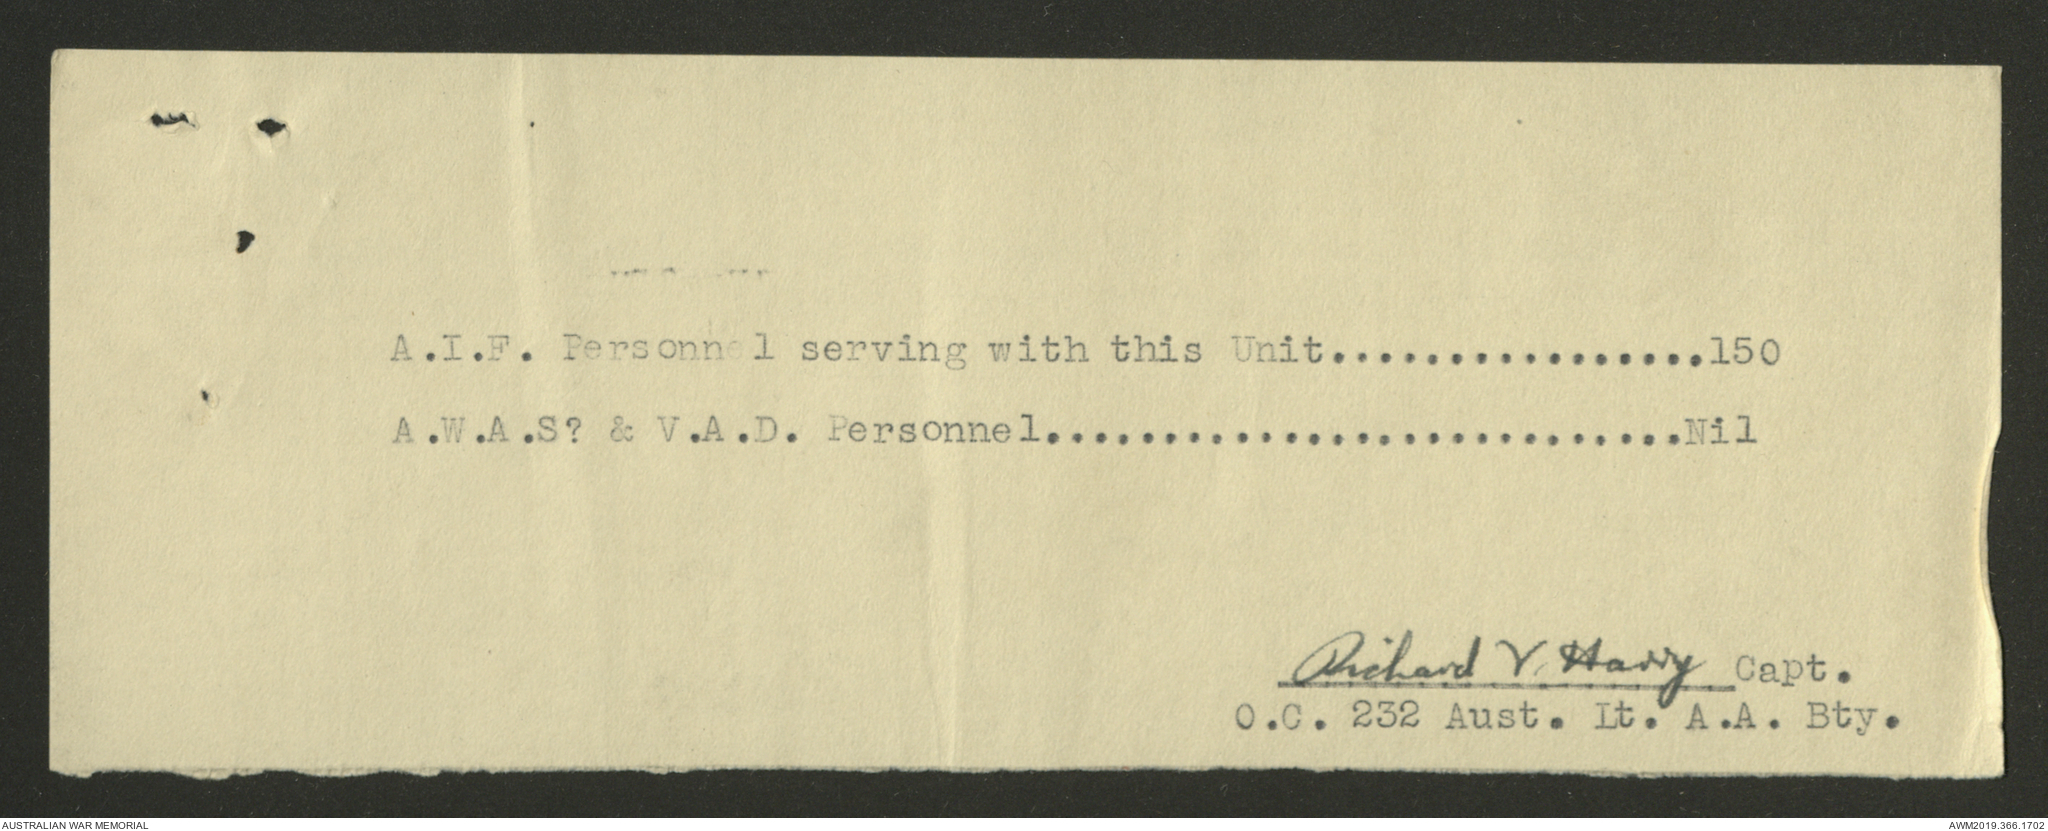 A.I.F. Personnel serving with this Unit.................150
A.W.A.S? & V.A.D. Personnel.............................Nil
Richard V. Harry Capt.
O.C. 232 Aust. Lt. A.A. Bty.
AUSTRALIAN WAR MEMORIAL
AWM2019.366.1702